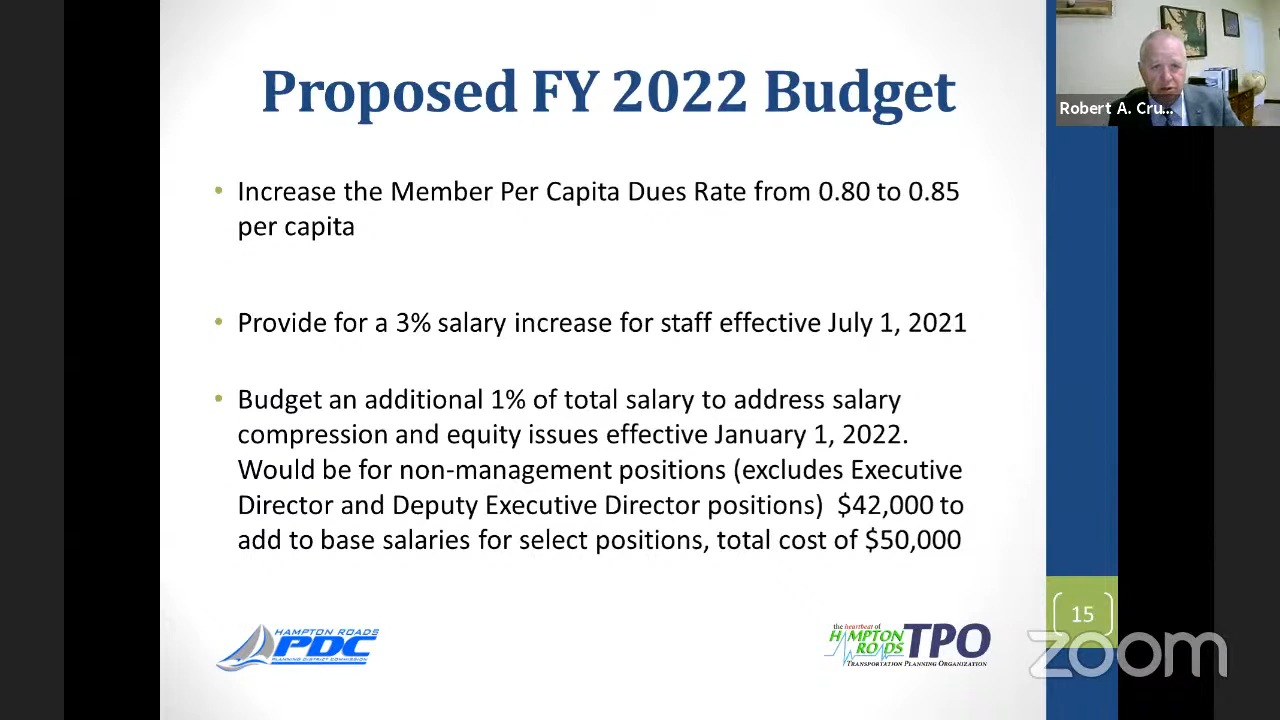 Proposed FY 2022 Budget
Robert A. Cru...
• Increase the Member Per Capita Dues Rate from 0.80 to 0.85
per capita
• Provide for a 3% salary increase for staff effective July 1, 2021
• Budget an additional 1% of total salary to address salary
compression and equity issues effective January 1, 2022.
Would be for non-management positions (excludes Executive
Director and Deputy Executive Director positions) $42,000 to
add to base salaries for select positions, total cost of $50,000
HAMPTON ROADS
PDC
PLANNING DISTRICT COMMISSION
the heartbeat of
HAMPTON
ROADS TPO
TRANSPORTATION PLANNING ORGANIZATION
15
zoom